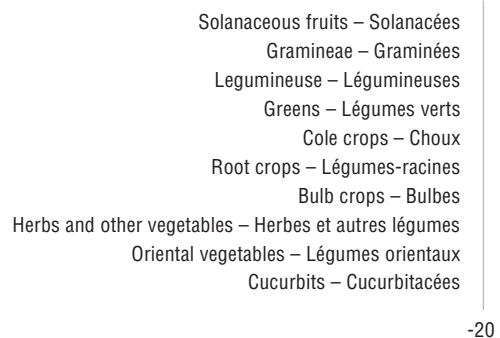 Solanaceous fruits – Solanacées
Gramineae – Graminées
Legumineuse – Légumineuses
Greens – Légumes verts
Cole crops – Choux
Root crops – Légumes-racines
Bulb crops – Bulbes
Herbs and other vegetables – Herbes et autres légumes
Oriental vegetables – Légumes orientaux
Cucurbits – Cucurbitacées
-20